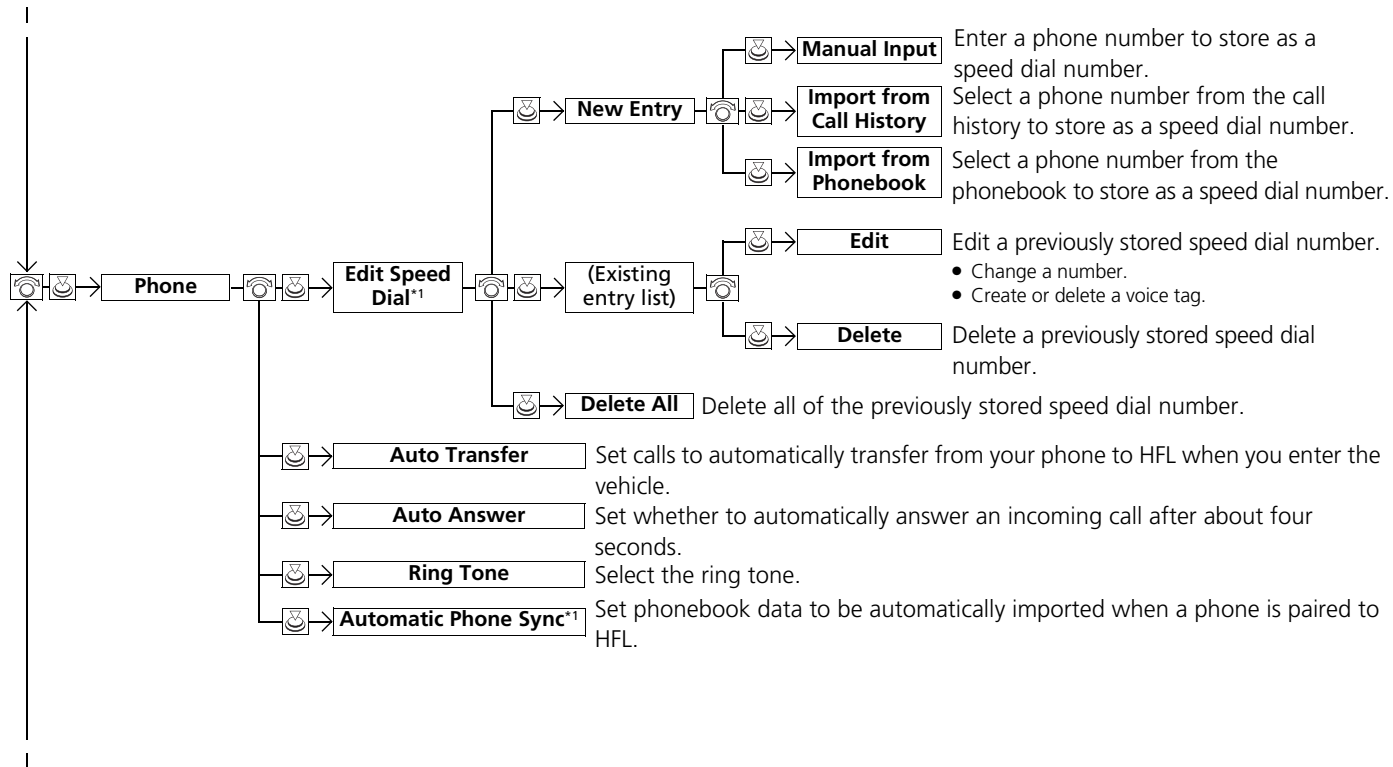 Manual Input
Enter a phone number to store as a
speed dial number.
New Entry
Import from
Call History
Select a phone number from the call
history to store as a speed dial number.
Import from
Phonebook
Select a phone number from the
phonebook to store as a speed dial number.
Phone
Edit Speed
Dial*1
(Existing
entry list)
Edit
Edit a previously stored speed dial number.
● Change a number.
● Create or delete a voice tag.
Delete
Delete a previously stored speed dial
number.
Delete All
Delete all of the previously stored speed dial number.
Auto Transfer
Set calls to automatically transfer from your phone to HFL when you enter the
vehicle.
Auto Answer
Set whether to automatically answer an incoming call after about four
seconds.
Ring Tone
Select the ring tone.
Automatic Phone Sync*1
Set phonebook data to be automatically imported when a phone is paired to
HFL.